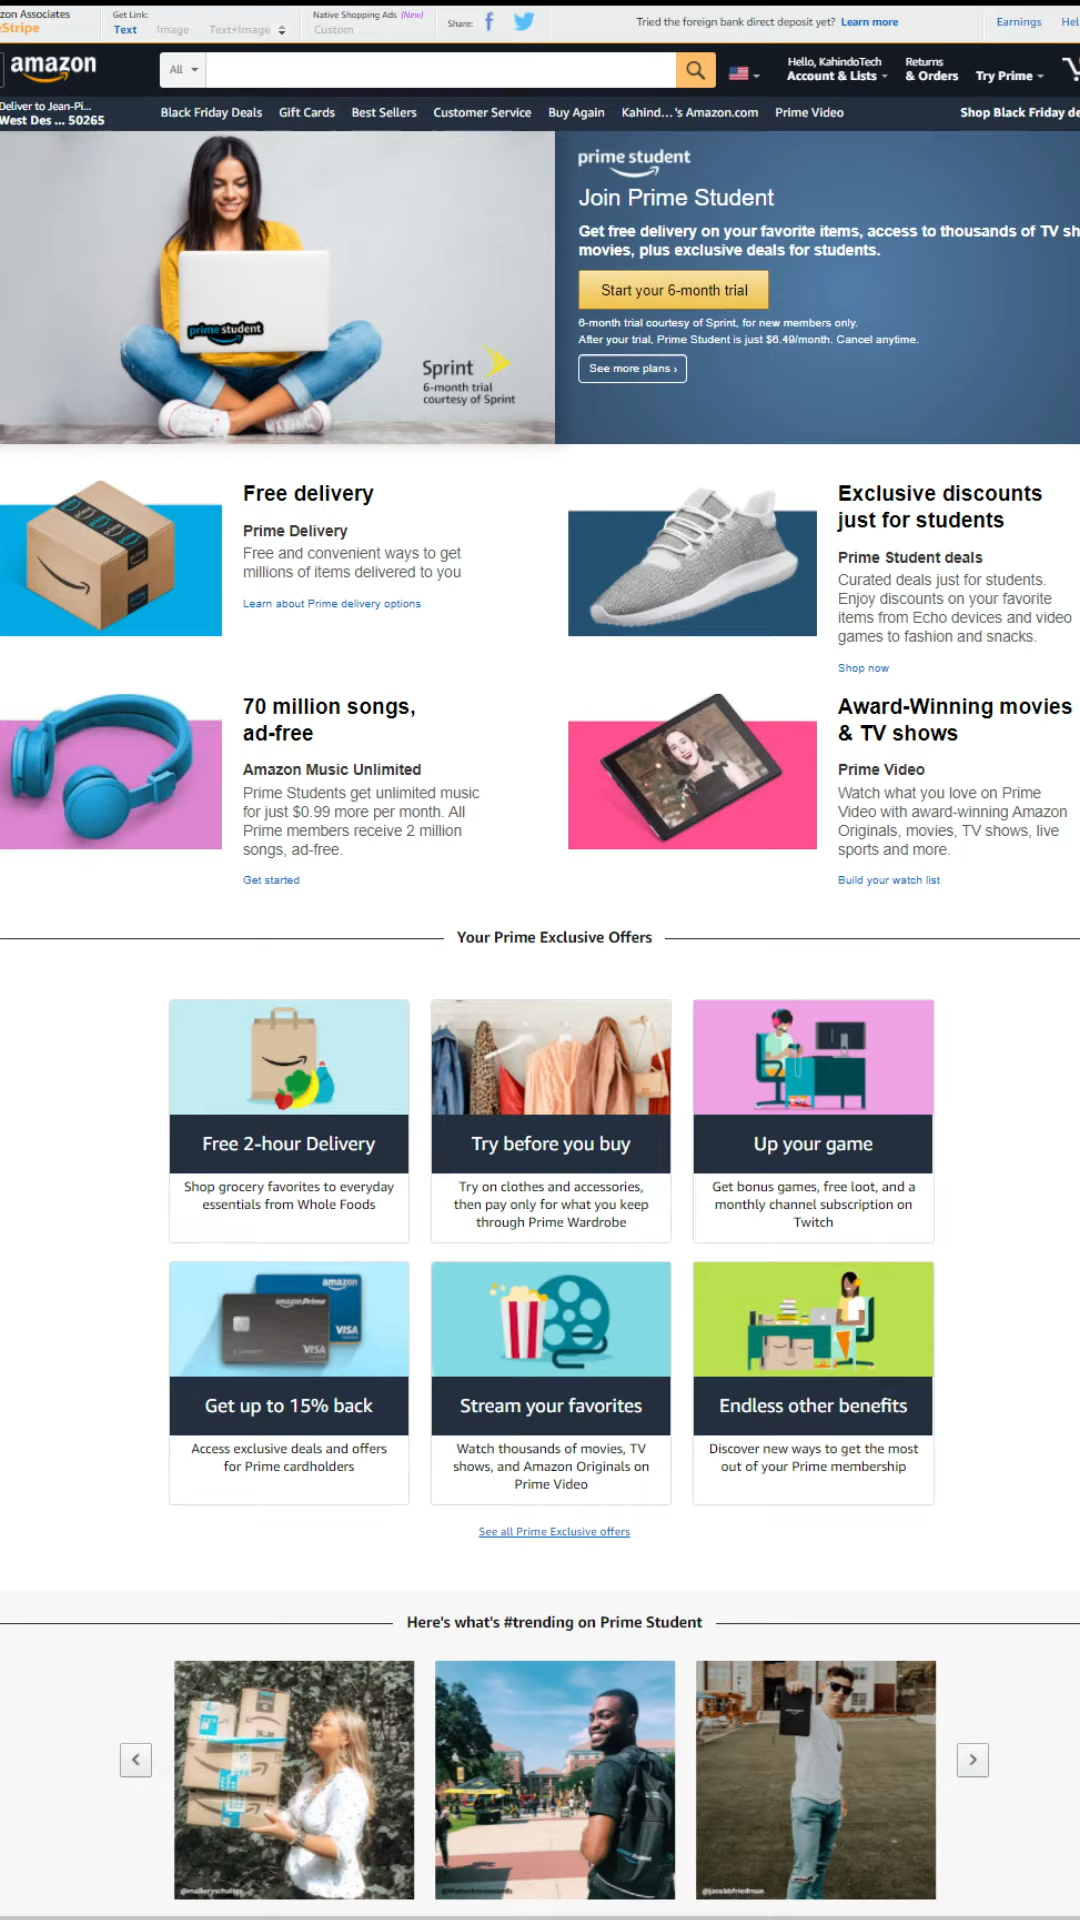 zon Associates
eStripe
Get Link:
Text Image Text+Image
Native Shopping Ads (New)
Custom
Share:
Tried the foreign bank direct deposit yet? Learn more
Earnings
Hel
amazon
All
Hello, KahindoTech
Account & Lists
Returns
& Orders
Try Prime
Deliver to Jean-Pi...
West Des ... 50265
Black Friday Deals Gift Cards Best Sellers Customer Service Buy Again Kahind...'s Amazon.com Prime Video
Shop Black Friday de
prime student
Sprint
6-month trial
courtesy of Sprint
prime student
Join Prime Student
Get free delivery on your favorite items, access to thousands of TV sh
movies, plus exclusive deals for students.
Start your 6-month trial
6-month trial courtesy of Sprint, for new members only.
After your trial, Prime Student is just $6.49/month. Cancel anytime.
See more plans ›
Free delivery
Prime Delivery
Free and convenient ways to get
millions of items delivered to you
Learn about Prime delivery options
Exclusive discounts
just for students
Prime Student deals
Curated deals just for students.
Enjoy discounts on your favorite
items from Echo devices and video
games to fashion and snacks.
Shop now
70 million songs,
ad-free
Amazon Music Unlimited
Prime Students get unlimited music
for just $0.99 more per month. All
Prime members receive 2 million
songs, ad-free.
Get started
Award-Winning movies
& TV shows
Prime Video
Watch what you love on Prime
Video with award-winning Amazon
Originals, movies, TV shows, live
sports and more.
Build your watch list
Your Prime Exclusive Offers
Free 2-hour Delivery
Shop grocery favorites to everyday
essentials from Whole Foods
Try before you buy
Try on clothes and accessories,
then pay only for what you keep
through Prime Wardrobe
Up your game
Get bonus games, free loot, and a
monthly channel subscription on
Twitch
amazon
amazonPrime
VISA
VISA
Get up to 15% back
Access exclusive deals and offers
for Prime cardholders
Stream your favorites
Watch thousands of movies, TV
shows, and Amazon Originals on
Prime Video
Endless other benefits
Discover new ways to get the most
out of your Prime membership
See all Prime Exclusive offers
Here's what's #trending on Prime Student
@malleryschuplin
@jacobbfriedman